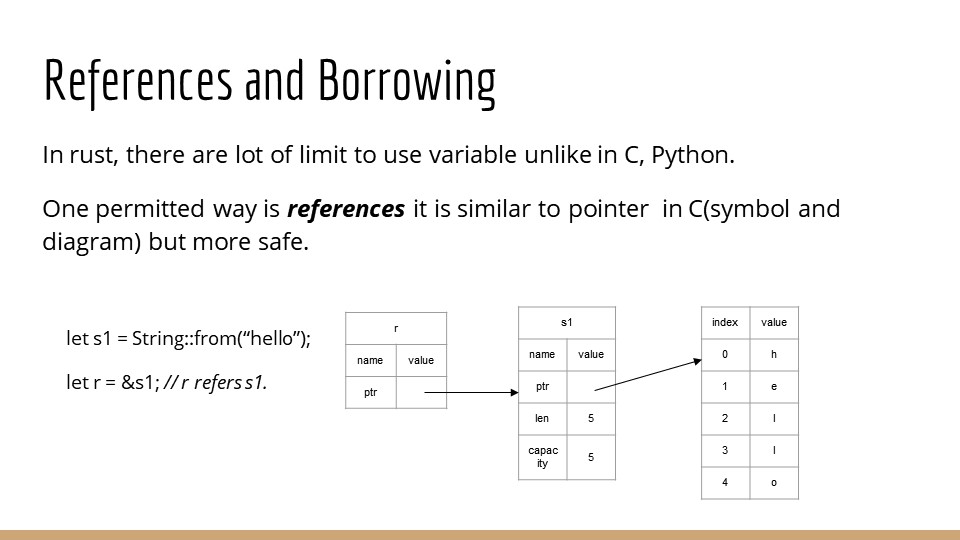 References and Borrowing
In rust, there are lot of limit to use variable unlike in C, Python.
One permitted way is references it is similar to pointer  in C(symbol and
diagram) but more safe.
let s1 = String::from(“hello”);
let r = &s1; // r refers s1.
r
name value
ptr
s1
name value
ptr
len 5
capac
ity 5
index value
0 h
1 e
2 l
3 l
4 o